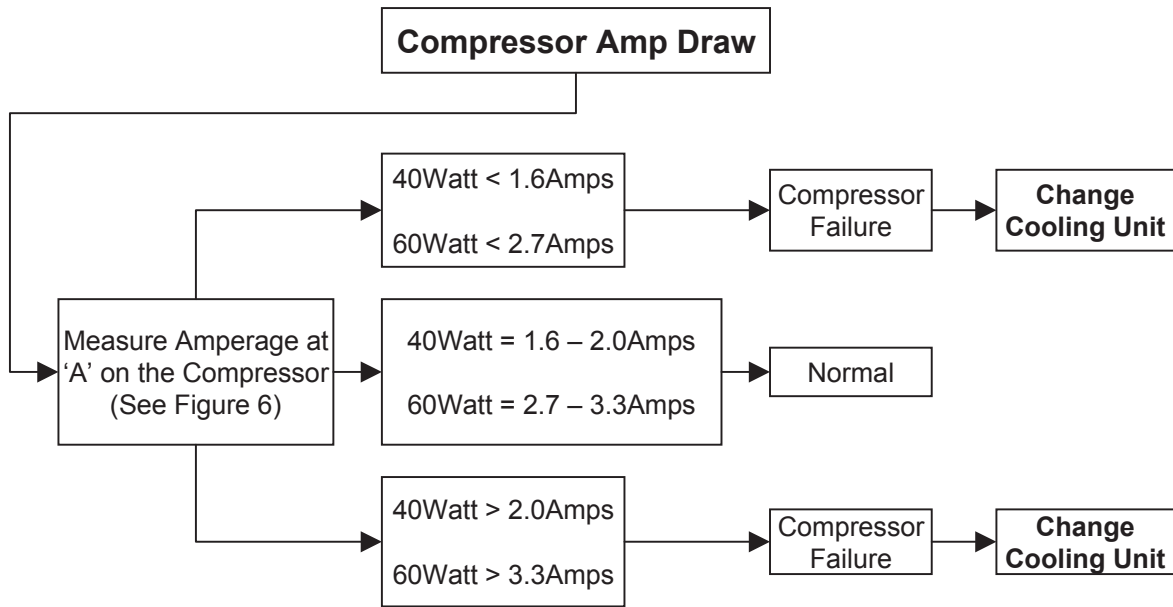 Compressor Amp Draw
40Watt < 1.6Amps
60Watt < 2.7Amps
Compressor
Failure
Change
Cooling Unit
Measure Amperage at
‘A’ on the Compressor
(See Figure 6)
40Watt = 1.6 – 2.0Amps
60Watt = 2.7 – 3.3Amps
Normal
40Watt > 2.0Amps
60Watt > 3.3Amps
Compressor
Failure
Change
Cooling Unit